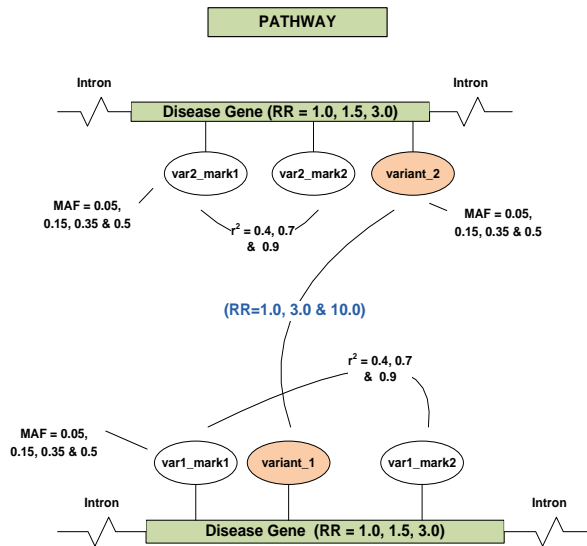 PATHWAY
Intron
Intron
Disease Gene (RR = 1.0, 1.5, 3.0)
var2_mark1
var2_mark2
variant_2
MAF = 0.05,
0.15, 0.35 & 0.5
r² = 0.4, 0.7
& 0.9
MAF = 0.05,
0.15, 0.35 & 0.5
(RR=1.0, 3.0 & 10.0)
r² = 0.4, 0.7
& 0.9
MAF = 0.05,
0.15, 0.35 & 0.5
var1_mark1
variant_1
var1_mark2
Intron
Intron
Disease Gene (RR = 1.0, 1.5, 3.0)